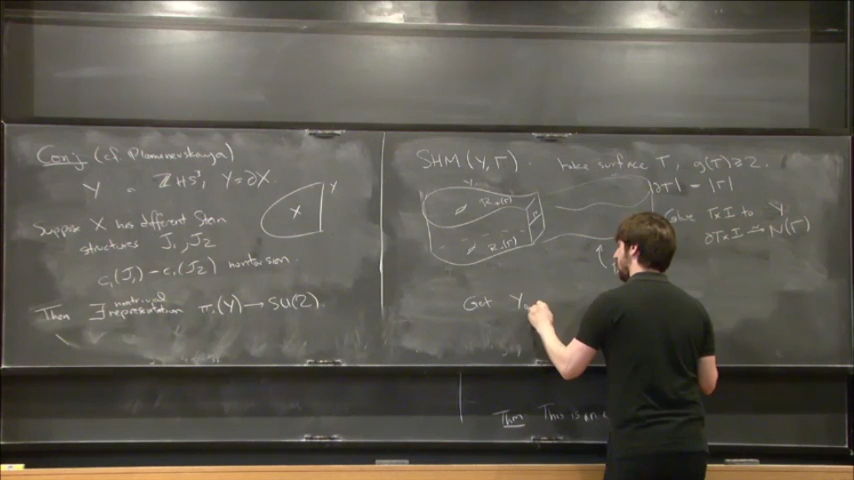 Conj (cf Plamenevskaya)
Y = ZHS³, Y=∂X
X
Y
Suppose X has different Stein
structures J₁, J₂
c₁(J₁) - c₁(J₂) nontorsion.
Then ∃ nontrivial representation π₁(Y) → SU(2).
SHM(Y,Γ). take surface T, g(T)≥2.
|∂T| = |Γ|
R₊(Γ)
R₋(Γ)
Glue T×I to Y
∂T×I ≅ N(Γ)
Get Y
Thm: This is an